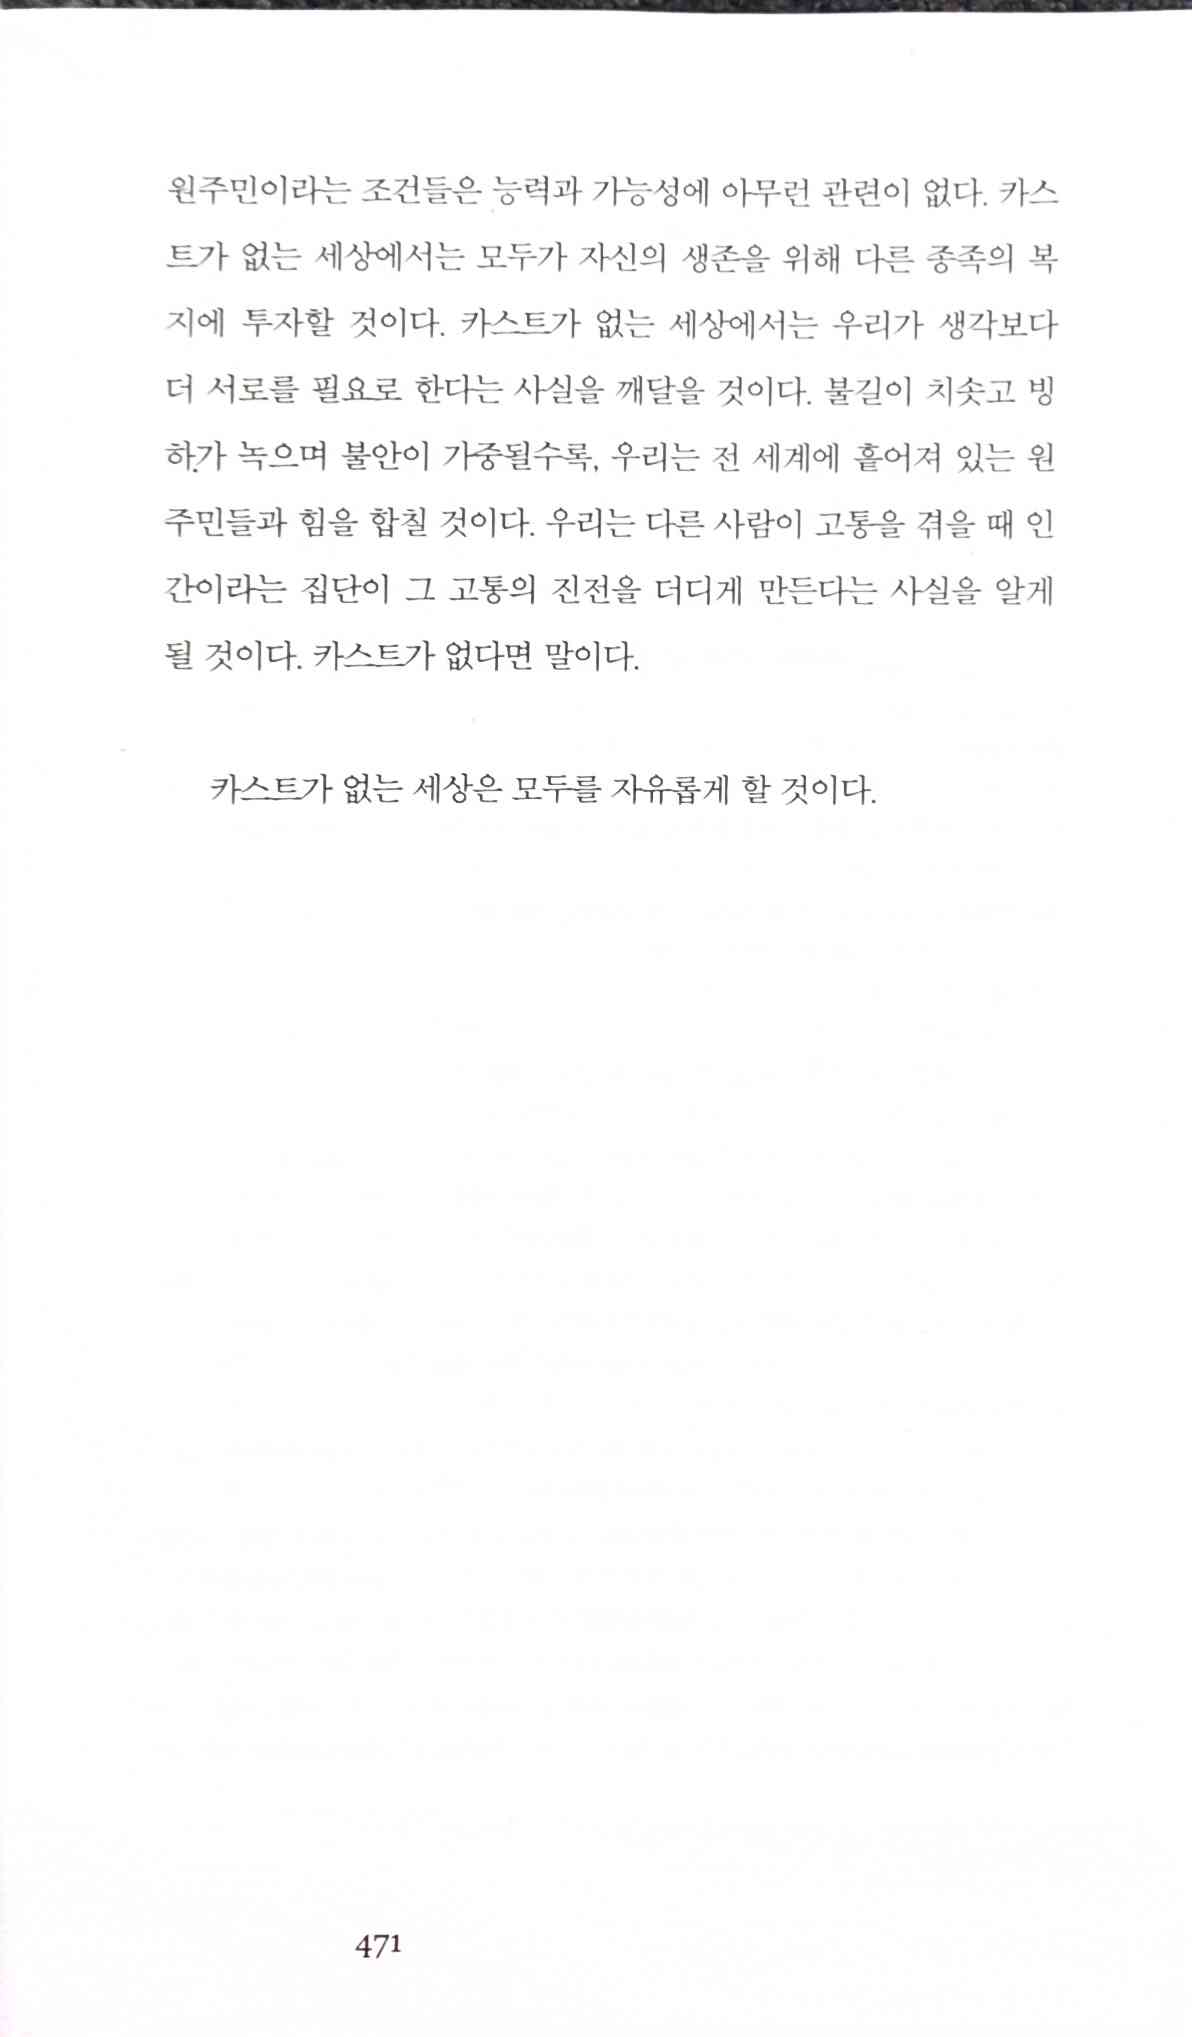 원주민이라는 조건들은 능력과 가능성에 아무런 관련이 없다. 카스
트가 없는 세상에서는 모두가 자신의 생존을 위해 다른 종족의 복
지에 투자할 것이다. 카스트가 없는 세상에서는 우리가 생각보다
더 서로를 필요로 한다는 사실을 깨달을 것이다. 불길이 치솟고 빙
하가 녹으며 불안이 가중될수록, 우리는 전 세계에 흩어져 있는 원
주민들과 힘을 합칠 것이다. 우리는 다른 사람이 고통을 겪을 때 인
간이라는 집단이 그 고통의 진전을 더디게 만든다는 사실을 알게
될 것이다. 카스트가 없다면 말이다.
카스트가 없는 세상은 모두를 자유롭게 할 것이다.
471